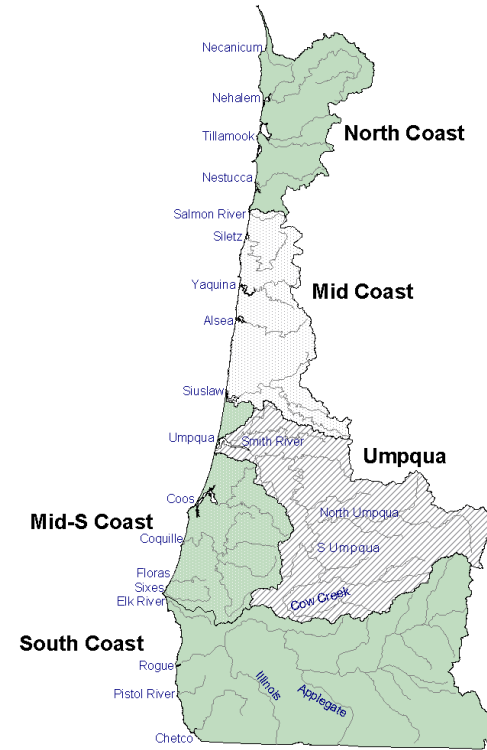 Necanicum
Nehalem
Tillamook
North Coast
Nestucca
Salmon River
Siletz
Yaquina
Mid Coast
Alsea
Siuslaw
Umpqua
Smith River
Umpqua
Coos
North Umpqua
Mid-S Coast
Coquille
S Umpqua
Floras
Sixes
Elk River
Cow Creek
South Coast
Rogue
Illinois
Applegate
Pistol River
Chetco